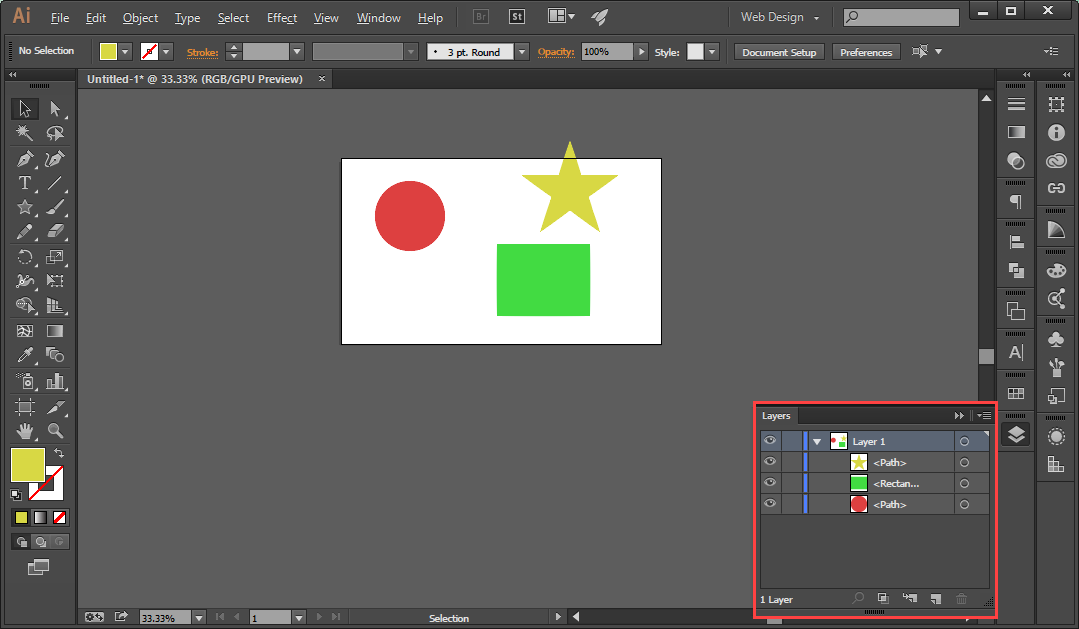 Ai File Edit Object Type Select Effect View Window Help Br St Web Design
No Selection Stroke: 3 pt. Round Opacity: 100% Style: Document Setup Preferences
Untitled-1* @ 33.33% (RGB/GPU Preview) ×
Layers
Layer 1
<Path>
<Rectan...
<Path>
1 Layer
33.33% 1 Selection